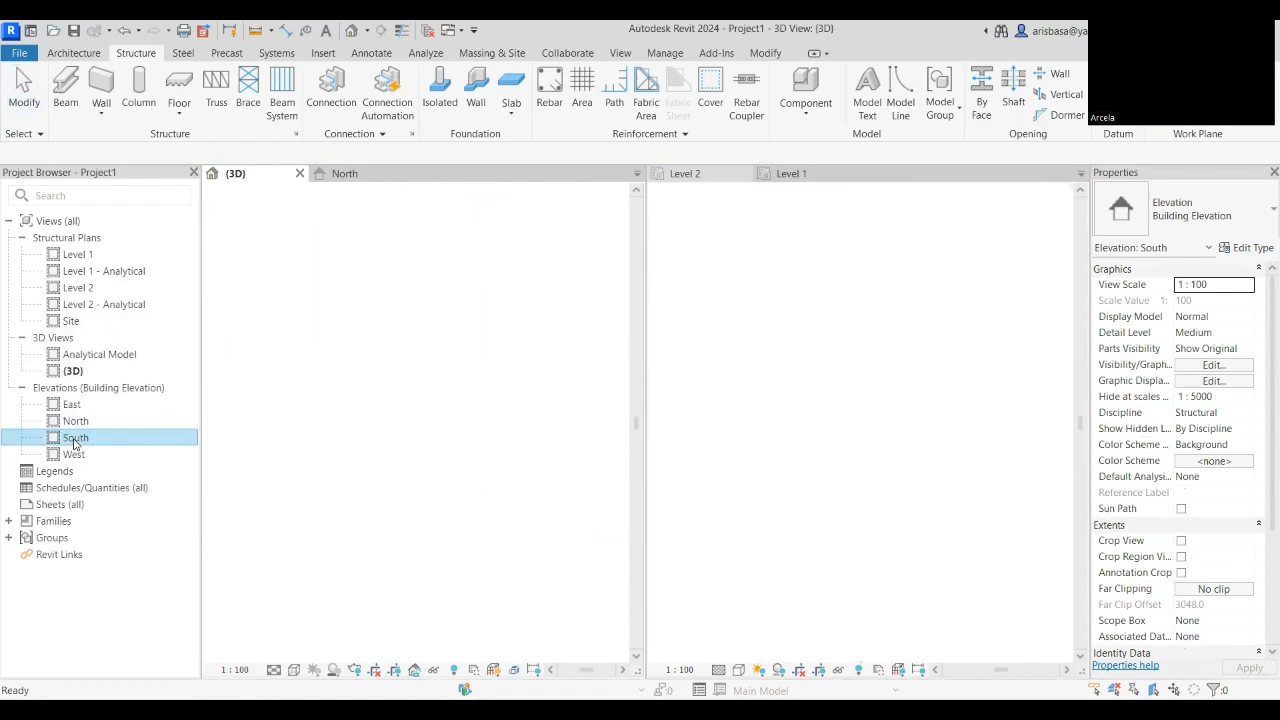 Autodesk Revit 2024 - Project1 - 3D View: {3D}
arisbasa@ya
File Architecture Structure Steel Precast Systems Insert Annotate Analyze Massing & Site Collaborate View Manage Add-Ins Modify
Modify Beam Wall Column Floor Truss Brace Beam System Connection Connection Automation Isolated Wall Slab Rebar Area Path Fabric Area Fabric Sheet Cover Rebar Coupler Component Model Text Model Line Model Group By Face Shaft Wall Vertical Dormer
Arcela
Select Structure Connection Foundation Reinforcement Model Opening Datum Work Plane
Project Browser - Project1
{3D} North Level 2 Level 1
Properties
Search
Elevation
Building Elevation
Views (all)
Structural Plans
Level 1
Level 1 - Analytical
Level 2
Level 2 - Analytical
Site
3D Views
Analytical Model
{3D}
Elevations (Building Elevation)
East
North
South
West
Legends
Schedules/Quantities (all)
Sheets (all)
Families
Groups
Revit Links
Elevation: South Edit Type
Graphics
View Scale 1 : 100
Scale Value 1: 100
Display Model Normal
Detail Level Medium
Parts Visibility Show Original
Visibility/Graph... Edit...
Graphic Displa... Edit...
Hide at scales ... 1 : 5000
Discipline Structural
Show Hidden L... By Discipline
Color Scheme ... Background
Color Scheme <none>
Default Analysi... None
Reference Label
Sun Path
Extents
Crop View
Crop Region Vi...
Annotation Crop
Far Clipping No clip
Far Clip Offset 3048.0
Scope Box None
Associated Dat... None
Identity Data
Properties help Apply
1 : 100
1 : 100
Ready :0 Main Model :0